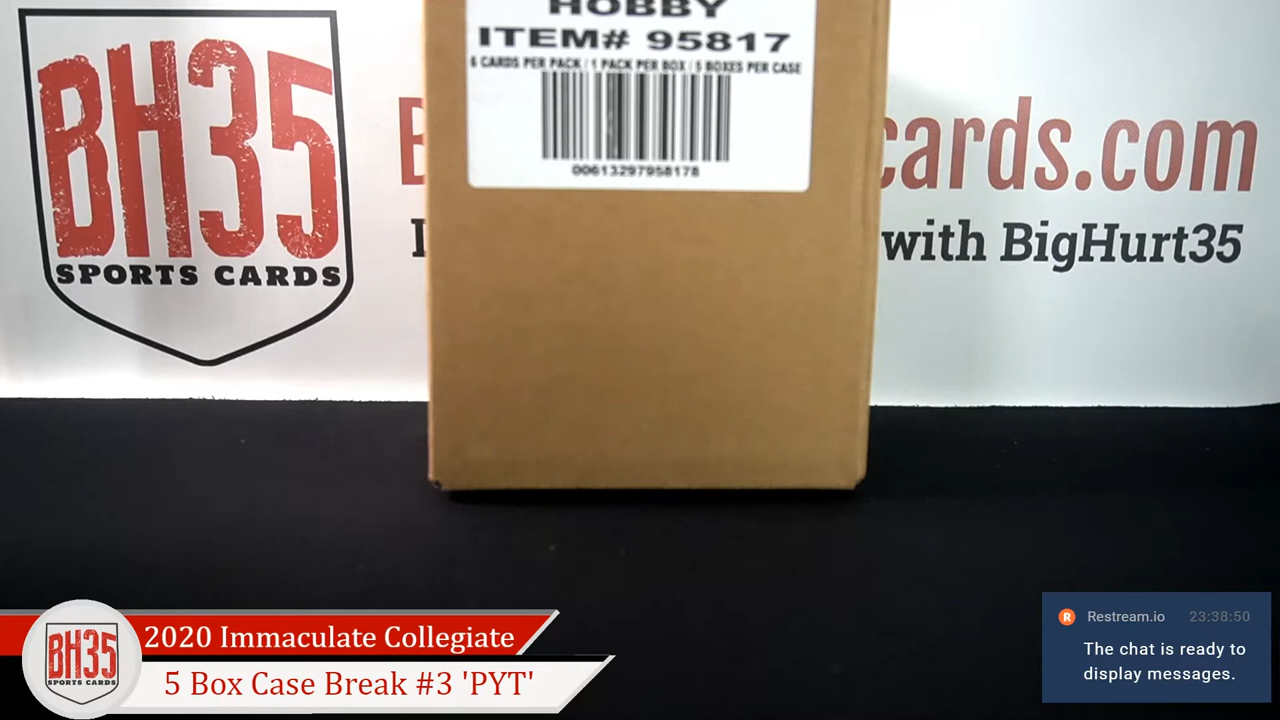 HOBBY
ITEM# 95817
6 CARDS PER PACK / 1 PACK PER BOX / 5 BOXES PER CASE
00613297958178
BH35
SPORTS CARDS
B cards.com
I with BigHurt35
2020 Immaculate Collegiate
5 Box Case Break #3 'PYT'
BH35
SPORTS CARDS
R Restream.io 23:38:50
The chat is ready to
display messages.